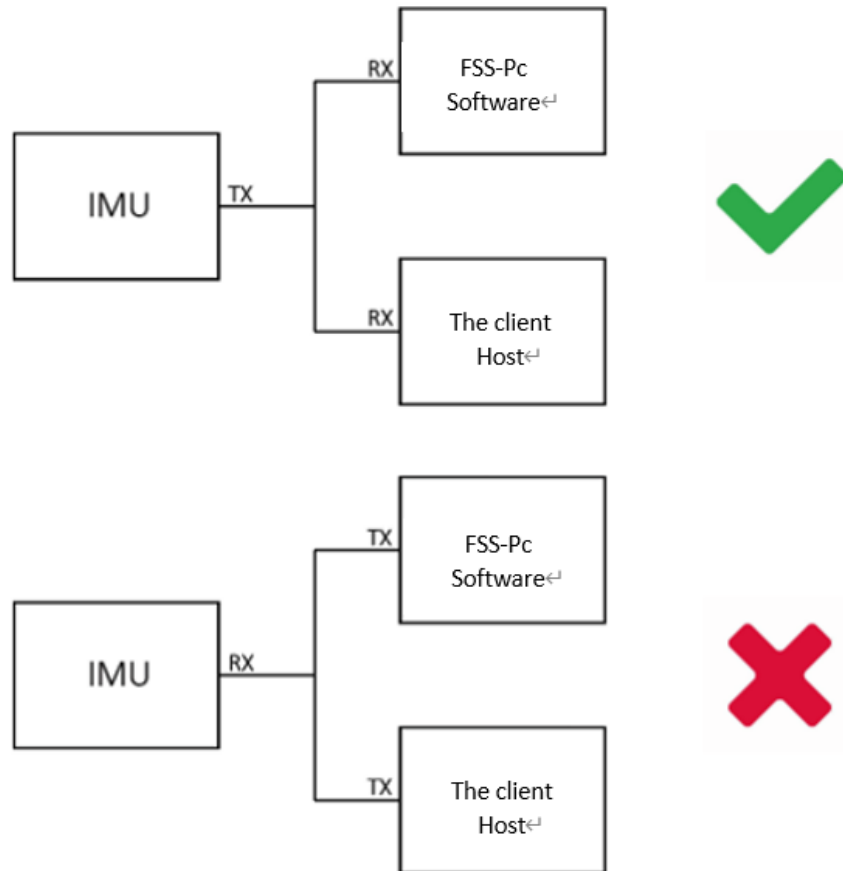 RX
FSS-Pc
Software↵
IMU
TX
RX
The client
Host↵
TX
FSS-Pc
Software↵
IMU
RX
TX
The client
Host↵